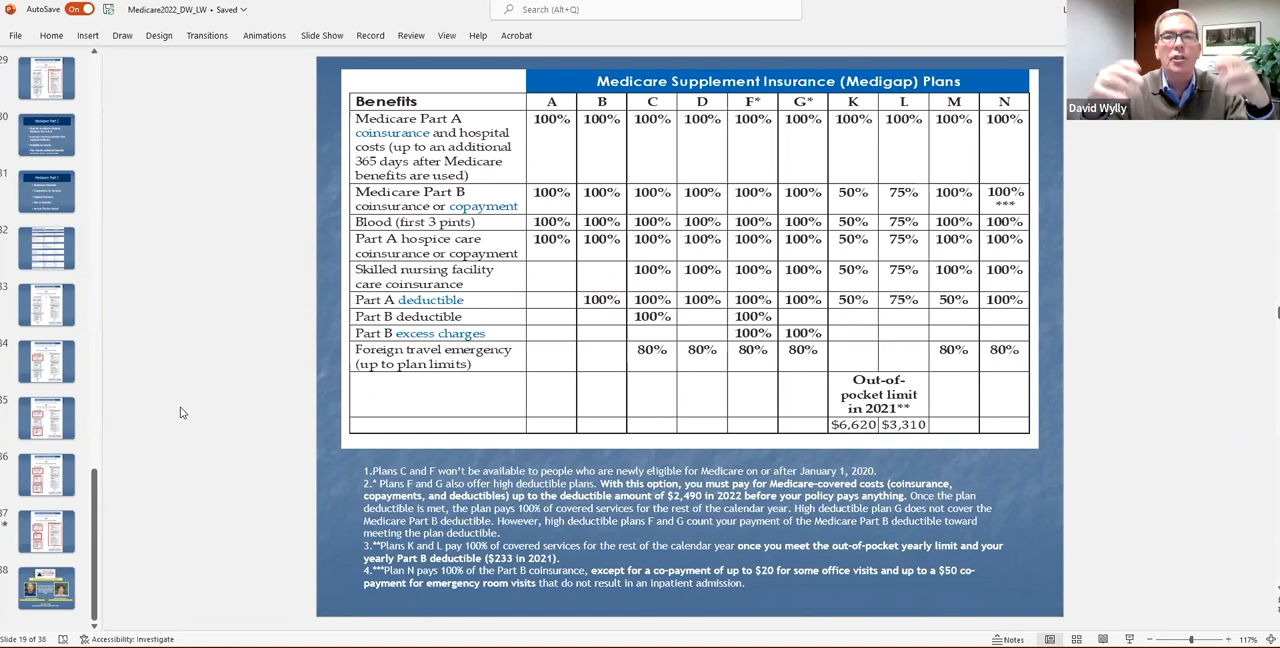 AutoSave On Medicare2022_DW_LW • Saved
Search (Alt+Q)
File Home Insert Draw Design Transitions Animations Slide Show Record Review View Help Acrobat
David Wylly
29
30
31
32
33
34
35
36
37
38
Medicare Supplement Insurance (Medigap) Plans
Benefits A B C D F* G* K L M N
Medicare Part A 100% 100% 100% 100% 100% 100% 100% 100% 100% 100%
coinsurance and hospital
costs (up to an additional
365 days after Medicare
benefits are used)
Medicare Part B 100% 100% 100% 100% 100% 100% 50% 75% 100% 100%
coinsurance or copayment ***
Blood (first 3 pints) 100% 100% 100% 100% 100% 100% 50% 75% 100% 100%
Part A hospice care 100% 100% 100% 100% 100% 100% 50% 75% 100% 100%
coinsurance or copayment
Skilled nursing facility 100% 100% 100% 100% 50% 75% 100% 100%
care coinsurance
Part A deductible 100% 100% 100% 100% 100% 50% 75% 50% 100%
Part B deductible 100% 100%
Part B excess charges 100% 100%
Foreign travel emergency 80% 80% 80% 80% 80% 80%
(up to plan limits)
Out-of-
pocket limit
in 2021**
$6,620 $3,310
1.Plans C and F won't be available to people who are newly eligible for Medicare on or after January 1, 2020.
2.* Plans F and G also offer high deductible plans. With this option, you must pay for Medicare-covered costs (coinsurance,
copayments, and deductibles) up to the deductible amount of $2,490 in 2022 before your policy pays anything. Once the plan
deductible is met, the plan pays 100% of covered services for the rest of the calendar year. High deductible plan G does not cover the
Medicare Part B deductible. However, high deductible plans F and G count your payment of the Medicare Part B deductible toward
meeting the plan deductible.
3.**Plans K and L pay 100% of covered services for the rest of the calendar year once you meet the out-of-pocket yearly limit and your
yearly Part B deductible ($233 in 2021).
4.***Plan N pays 100% of the Part B coinsurance, except for a co-payment of up to $20 for some office visits and up to a $50 co-
payment for emergency room visits that do not result in an inpatient admission.
Slide 19 of 38 Accessibility: Investigate Notes 117%